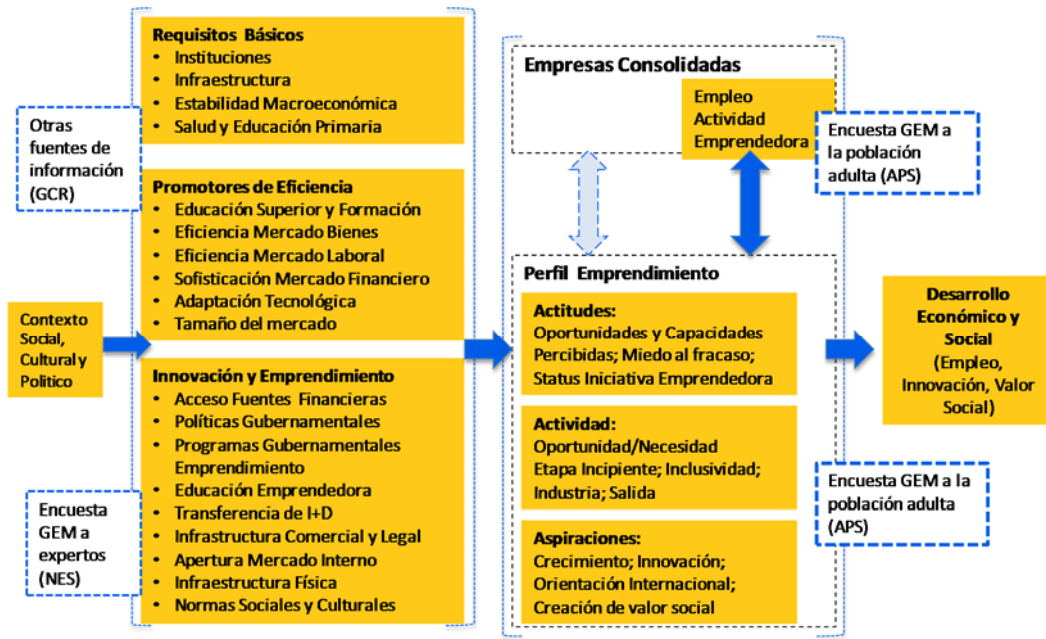 Contexto
Social,
Cultural y
Politico
Otras
fuentes de
información
(GCR)
Encuesta
GEM a
expertos
(NES)
Requisitos Básicos
• Instituciones
• Infraestructura
• Estabilidad Macroeconómica
• Salud y Educación Primaria
Promotores de Eficiencia
• Educación Superior y Formación
• Eficiencia Mercado Bienes
• Eficiencia Mercado Laboral
• Sofisticación Mercado Financiero
• Adaptación Tecnológica
• Tamaño del mercado
Innovación y Emprendimiento
• Acceso Fuentes Financieras
• Políticas Gubernamentales
• Programas Gubernamentales
Emprendimiento
• Educación Emprendedora
• Transferencia de I+D
• Infrastructura Comercial y Legal
• Apertura Mercado Interno
• Infraestructura Física
• Normas Sociales y Culturales
Empresas Consolidadas
Empleo
Actividad
Emprendedora
Encuesta GEM a
la población
adulta (APS)
Perfil Emprendimiento
Actitudes:
Oportunidades y Capacidades
Percibidas; Miedo al fracaso;
Status Iniciativa Emprendedora
Actividad:
Oportunidad/Necesidad
Etapa Incipiente; Inclusividad;
Industria; Salida
Aspiraciones:
Crecimiento; Innovación;
Orientación Internacional;
Creación de valor social
Encuesta GEM a la
población adulta
(APS)
Desarrollo
Económico y
Social
(Empleo,
Innovación, Valor
Social)